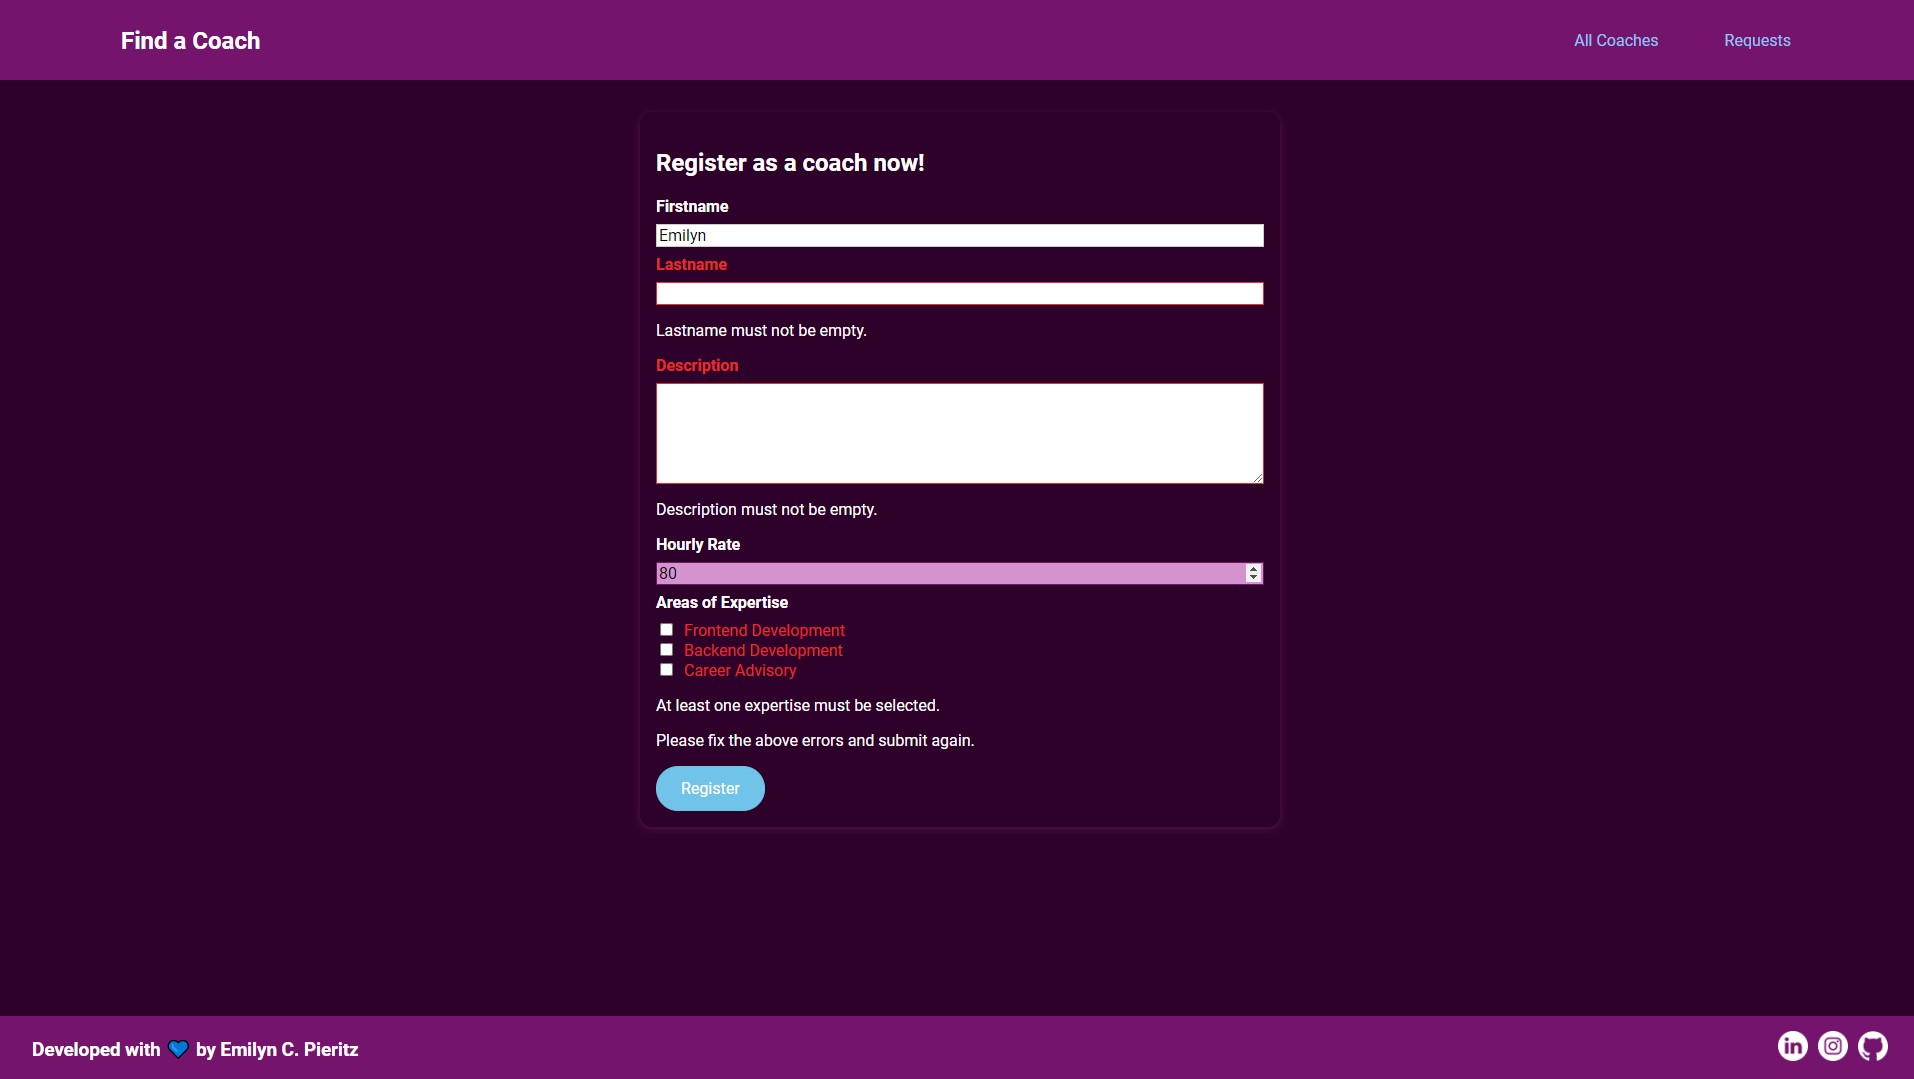 Find a Coach
All Coaches
Requests
Register as a coach now!
Firstname
Emilyn
Lastname
Lastname must not be empty.
Description
Description must not be empty.
Hourly Rate
80
Areas of Expertise
Frontend Development
Backend Development
Career Advisory
At least one expertise must be selected.
Please fix the above errors and submit again.
Register
Developed with 💙 by Emilyn C. Pieritz
in